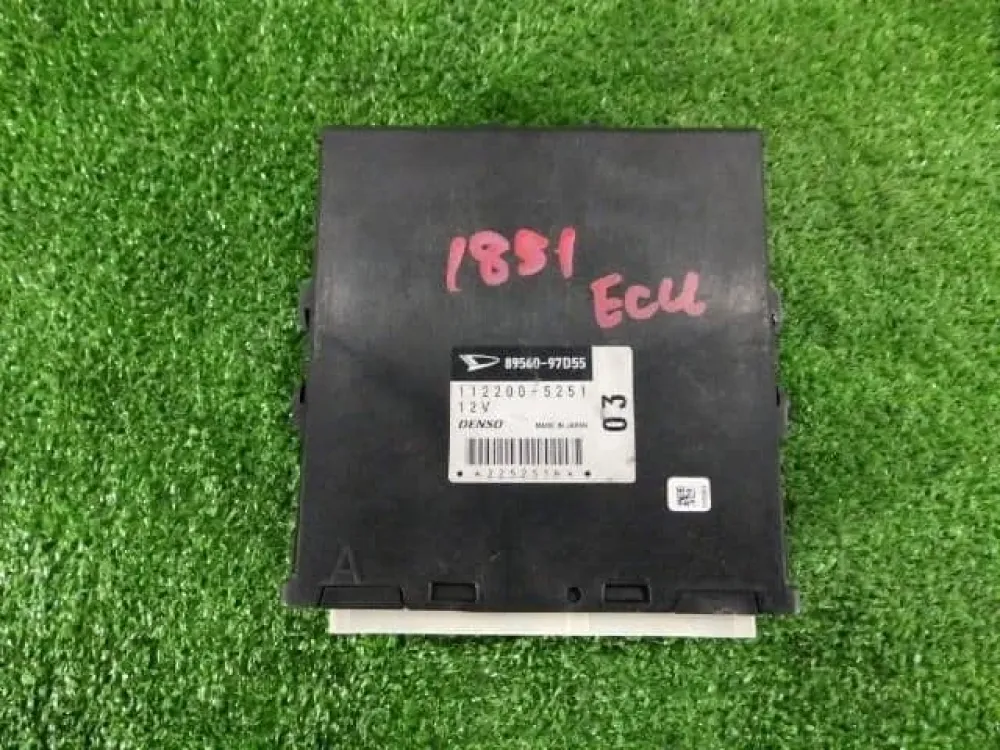 1851
ECU
89560-97D55
112200-5251
12V
DENSO MADE IN JAPAN
03
A